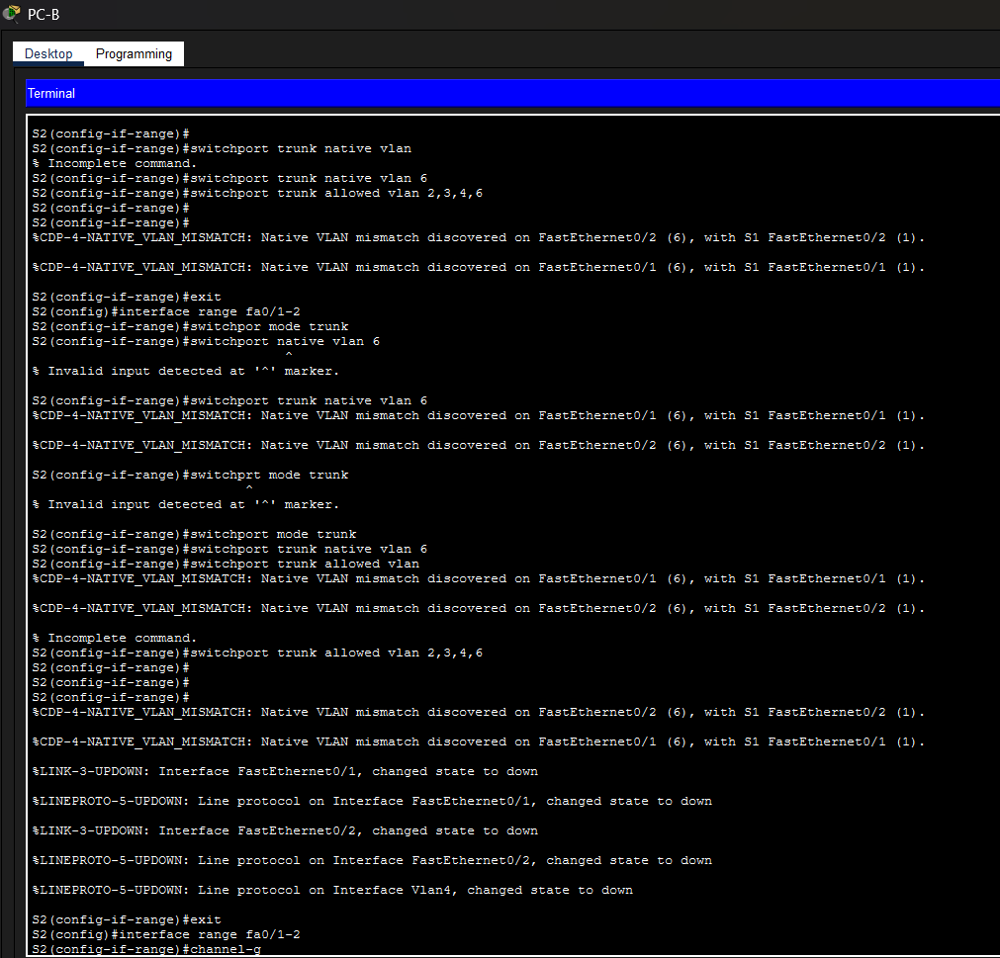 PC-B
Desktop Programming
Terminal
S2(config-if-range)#
S2(config-if-range)#switchport trunk native vlan
% Incomplete command.
S2(config-if-range)#switchport trunk native vlan 6
S2(config-if-range)#switchport trunk allowed vlan 2,3,4,6
S2(config-if-range)#
S2(config-if-range)#
%CDP-4-NATIVE_VLAN_MISMATCH: Native VLAN mismatch discovered on FastEthernet0/2 (6), with S1 FastEthernet0/2 (1).
%CDP-4-NATIVE_VLAN_MISMATCH: Native VLAN mismatch discovered on FastEthernet0/1 (6), with S1 FastEthernet0/1 (1).
S2(config-if-range)#exit
S2(config)#interface range fa0/1-2
S2(config-if-range)#switchpor mode trunk
S2(config-if-range)#switchport native vlan 6
^
% Invalid input detected at '^' marker.
S2(config-if-range)#switchport trunk native vlan 6
%CDP-4-NATIVE_VLAN_MISMATCH: Native VLAN mismatch discovered on FastEthernet0/1 (6), with S1 FastEthernet0/1 (1).
%CDP-4-NATIVE_VLAN_MISMATCH: Native VLAN mismatch discovered on FastEthernet0/2 (6), with S1 FastEthernet0/2 (1).
S2(config-if-range)#switchprt mode trunk
^
% Invalid input detected at '^' marker.
S2(config-if-range)#switchport mode trunk
S2(config-if-range)#switchport trunk native vlan 6
S2(config-if-range)#switchport trunk allowed vlan
%CDP-4-NATIVE_VLAN_MISMATCH: Native VLAN mismatch discovered on FastEthernet0/1 (6), with S1 FastEthernet0/1 (1).
%CDP-4-NATIVE_VLAN_MISMATCH: Native VLAN mismatch discovered on FastEthernet0/2 (6), with S1 FastEthernet0/2 (1).
% Incomplete command.
S2(config-if-range)#switchport trunk allowed vlan 2,3,4,6
S2(config-if-range)#
S2(config-if-range)#
S2(config-if-range)#
%CDP-4-NATIVE_VLAN_MISMATCH: Native VLAN mismatch discovered on FastEthernet0/2 (6), with S1 FastEthernet0/2 (1).
%CDP-4-NATIVE_VLAN_MISMATCH: Native VLAN mismatch discovered on FastEthernet0/1 (6), with S1 FastEthernet0/1 (1).
%LINK-3-UPDOWN: Interface FastEthernet0/1, changed state to down
%LINEPROTO-5-UPDOWN: Line protocol on Interface FastEthernet0/1, changed state to down
%LINK-3-UPDOWN: Interface FastEthernet0/2, changed state to down
%LINEPROTO-5-UPDOWN: Line protocol on Interface FastEthernet0/2, changed state to down
%LINEPROTO-5-UPDOWN: Line protocol on Interface Vlan4, changed state to down
S2(config-if-range)#exit
S2(config)#interface range fa0/1-2
S2(config-if-range)#channel-g